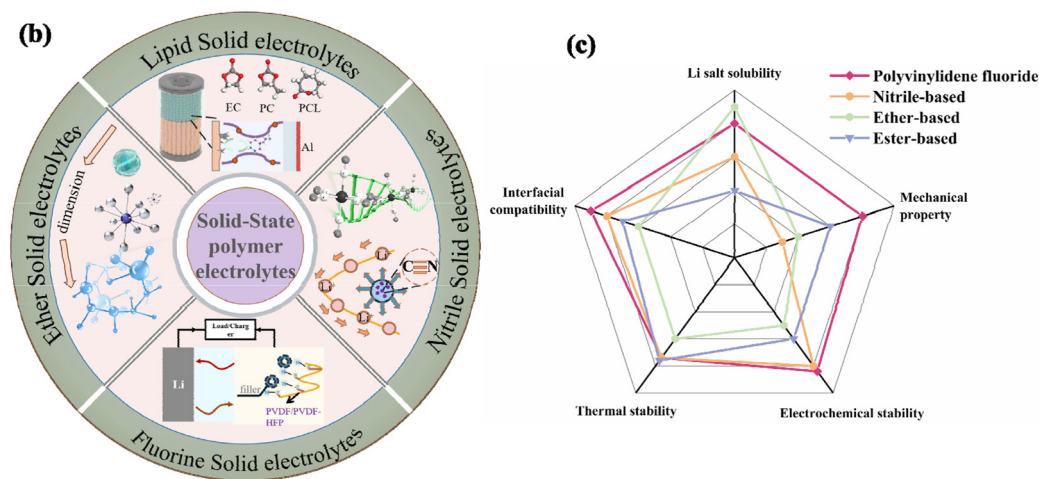 (b)
Lipid Solid electrolytes
EC
PC
PCL
Al
Ether Solid electrolytes
dimension
Solid-State
polymer
electrolytes
Nitrile Solid electrolytes
C≡N
Li
Li
Li
Li
Load/Charg
er
Li
filler
PVDF/PVDF-
HFP
Fluorine Solid electrolytes
(c)
Li salt solubility
Polyvinylidene fluoride
Nitrile-based
Ether-based
Ester-based
Interfacial
compatibility
Mechanical
property
Thermal stability
Electrochemical stability